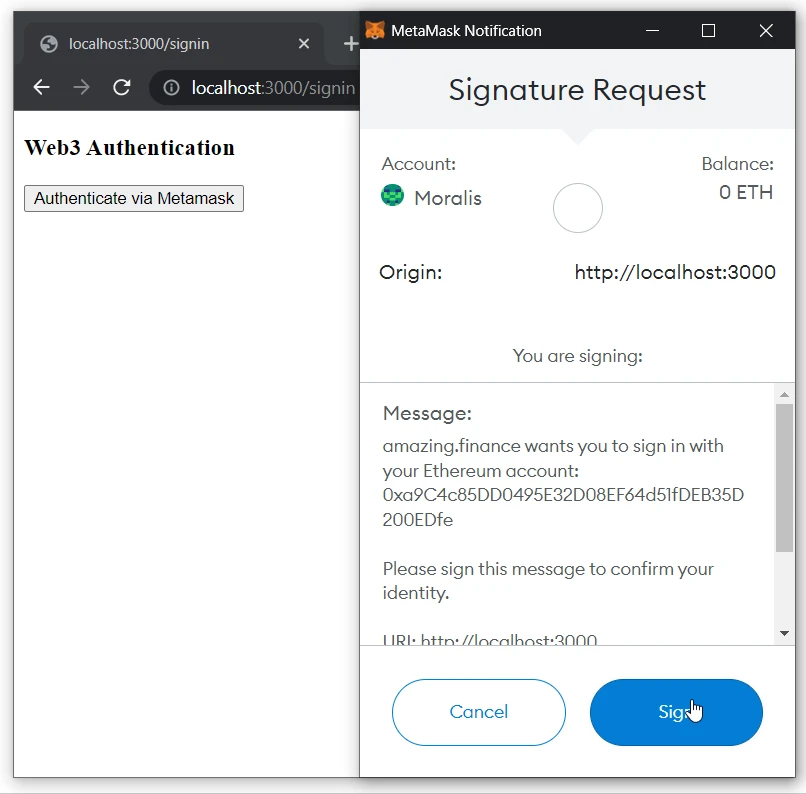 localhost:3000/signin
localhost:3000/signin
Web3 Authentication
Authenticate via Metamask
MetaMask Notification
Signature Request
Account:
Balance:
Moralis
0 ETH
Origin:
http://localhost:3000
You are signing:
Message:
amazing.finance wants you to sign in with
your Ethereum account:
0xa9C4c85DD0495E32D08EF64d51fDEB35D
200EDfe
Please sign this message to confirm your
identity.
URI: http://localhost:3000
Cancel
Sign